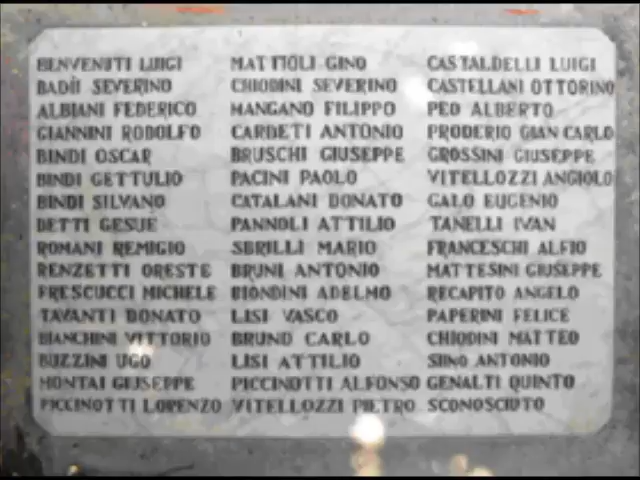 BENVENUTI LUIGI
BADII SEVERINO
ALBIANI FEDERICO
GIANNINI RODOLFO
BINDI OSCAR
BINDI GETTULIO
BINDI SILVANO
DETTI GESUE
ROMANI REMIGIO
RENZETTI ORESTE
FRESCUCCI MICHELE
TAVANTI DONATO
BIANCHINI VITTORIO
BUZZINI UGO
MONTAI GIUSEPPE
PICCINOTTI LORENZO
MATTIOLI GINO
CHIODINI SEVERINO
MANGANO FILIPPO
CARDETI ANTONIO
BRUSCHI GIUSEPPE
PACINI PAOLO
CATALANI DONATO
PANNOLI ATTILIO
SBRILLI MARIO
BRUNI ANTONIO
BIONDINI ADELMO
LISI VASCO
BRUND CARLO
LISI ATTILIO
PICCINOTTI ALFONSO
VITELLOZZI PIETRO
CASTALDELLI LUIGI
CASTELLANI OTTORINO
PEO ALBERTO
PRODERIO GIAN CARLO
GROSSINI GIUSEPPE
VITELLOZZI ANGIOLO
GALO EUGENIO
TANELLI IVAN
FRANCESCHI ALFIO
MATTESINI GIUSEPPE
RECAPITO ANGELO
PAPERINI FELICE
CHIODINI MATTEO
SIINO ANTONIO
GENALTI QUINTO
SCONOSCIUTO